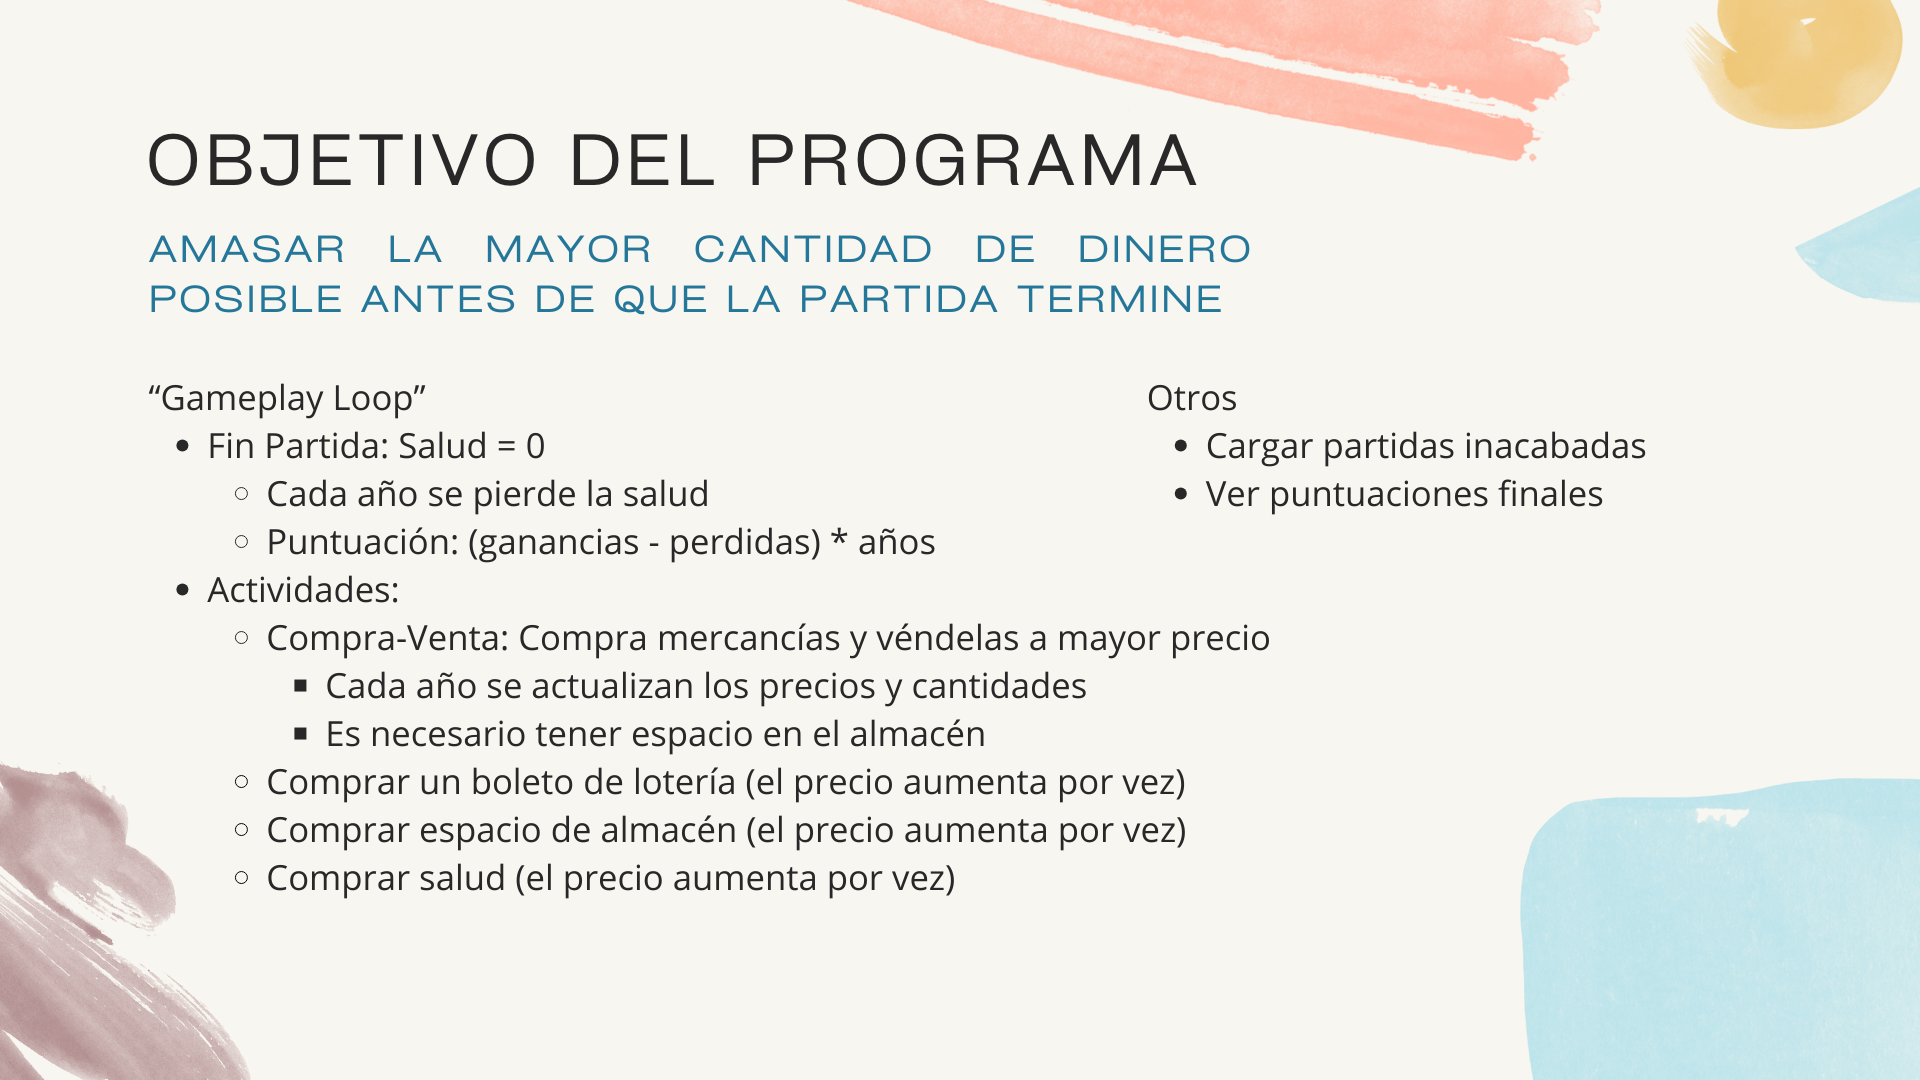 OBJETIVO DEL PROGRAMA
AMASAR LA MAYOR CANTIDAD DE DINERO
POSIBLE ANTES DE QUE LA PARTIDA TERMINE
“Gameplay Loop”
• Fin Partida: Salud = 0
○ Cada año se pierde la salud
○ Puntuación: (ganancias - perdidas) * años
• Actividades:
○ Compra-Venta: Compra mercancías y véndelas a mayor precio
■ Cada año se actualizan los precios y cantidades
■ Es necesario tener espacio en el almacén
○ Comprar un boleto de lotería (el precio aumenta por vez)
○ Comprar espacio de almacén (el precio aumenta por vez)
○ Comprar salud (el precio aumenta por vez)
Otros
• Cargar partidas inacabadas
• Ver puntuaciones finales